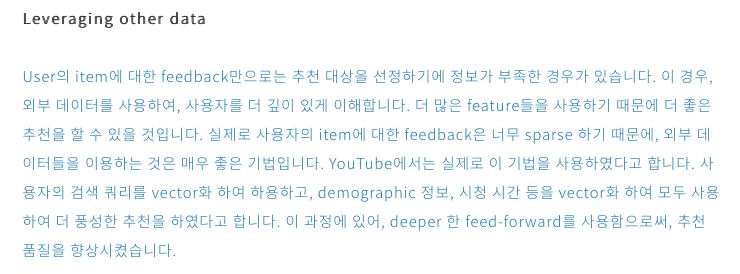 Leveraging other data
User의 item에 대한 feedback만으로는 추천 대상을 선정하기에 정보가 부족한 경우가 있습니다. 이 경우,
외부 데이터를 사용하여, 사용자를 더 깊이 있게 이해합니다. 더 많은 feature들을 사용하기 때문에 더 좋은
추천을 할 수 있을 것입니다. 실제로 사용자의 item에 대한 feedback은 너무 sparse 하기 때문에, 외부 데
이터들을 이용하는 것은 매우 좋은 기법입니다. YouTube에서는 실제로 이 기법을 사용하였다고 합니다. 사
용자의 검색 쿼리를 vector화 하여 하용하고, demographic 정보, 시청 시간 등을 vector화 하여 모두 사용
하여 더 풍성한 추천을 하였다고 합니다. 이 과정에 있어, deeper 한 feed-forward를 사용함으로써, 추천
품질을 향상시켰습니다.